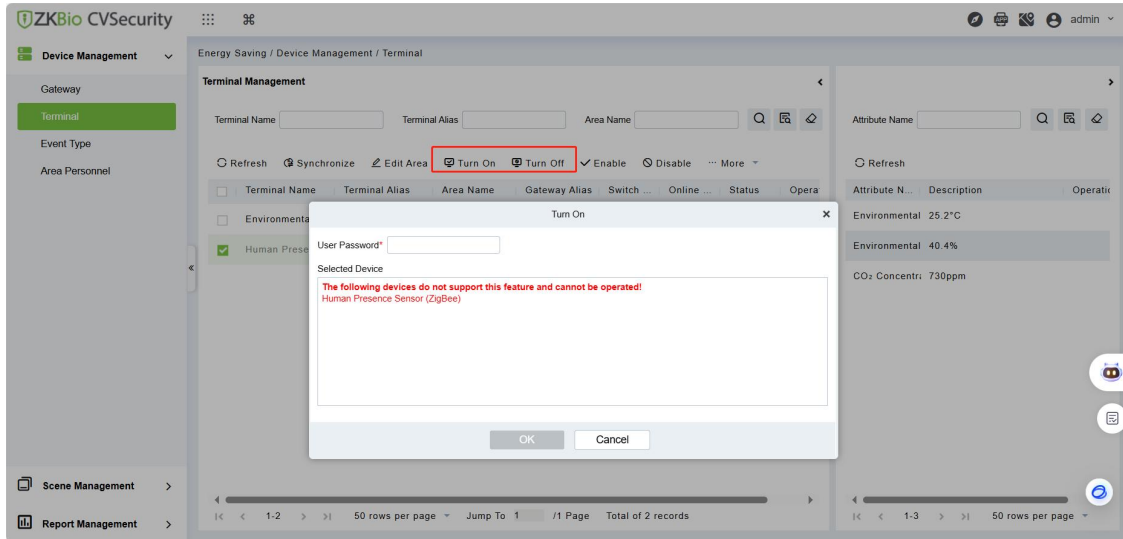 ZKBio CVSecurity
admin
Device Management
Gateway
Terminal
Event Type
Area Personnel
Scene Management
Report Management
Energy Saving / Device Management / Terminal
Terminal Management
Terminal Name Terminal Alias Area Name
Refresh Synchronize Edit Area Turn On Turn Off Enable Disable ··· More
Terminal Name Terminal Alias Area Name Gateway Alias Switch ... Online ... Status Opera
Environmenta
Human Prese
Turn On
User Password*
Selected Device
The following devices do not support this feature and cannot be operated!
Human Presence Sensor (ZigBee)
OK Cancel
1-2 50 rows per page Jump To 1 /1 Page Total of 2 records
Attribute Name
Refresh
Attribute N... Description Operatio
Environmental 25.2°C
Environmental 40.4%
CO₂ Concentra 730ppm
1-3 50 rows per page
APP